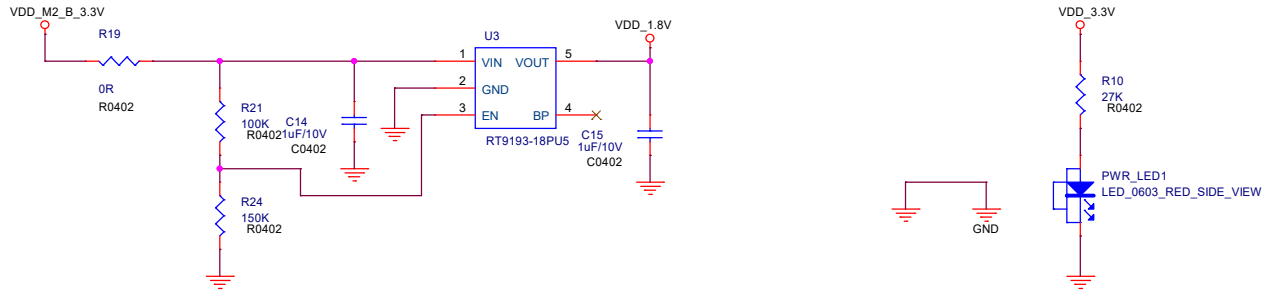 VDD_M2_B_3.3V
R19
0R
R0402
R21
100K
R0402
C14
1uF/10V
C0402
R24
150K
R0402
U3
1
VIN
VOUT
5
2
GND
3
EN
BP
4
RT9193-18PU5
VDD_1.8V
C15
1uF/10V
C0402
GND
VDD_3.3V
R10
27K
R0402
PWR_LED1
LED_0603_RED_SIDE_VIEW